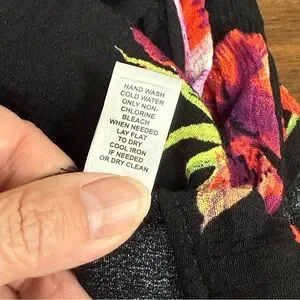 HAND WASH
COLD WATER
ONLY NON-
CHLORINE
BLEACH
WHEN NEEDED
LAY FLAT
TO DRY
COOL IRON
IF NEEDED
OR DRY CLEAN